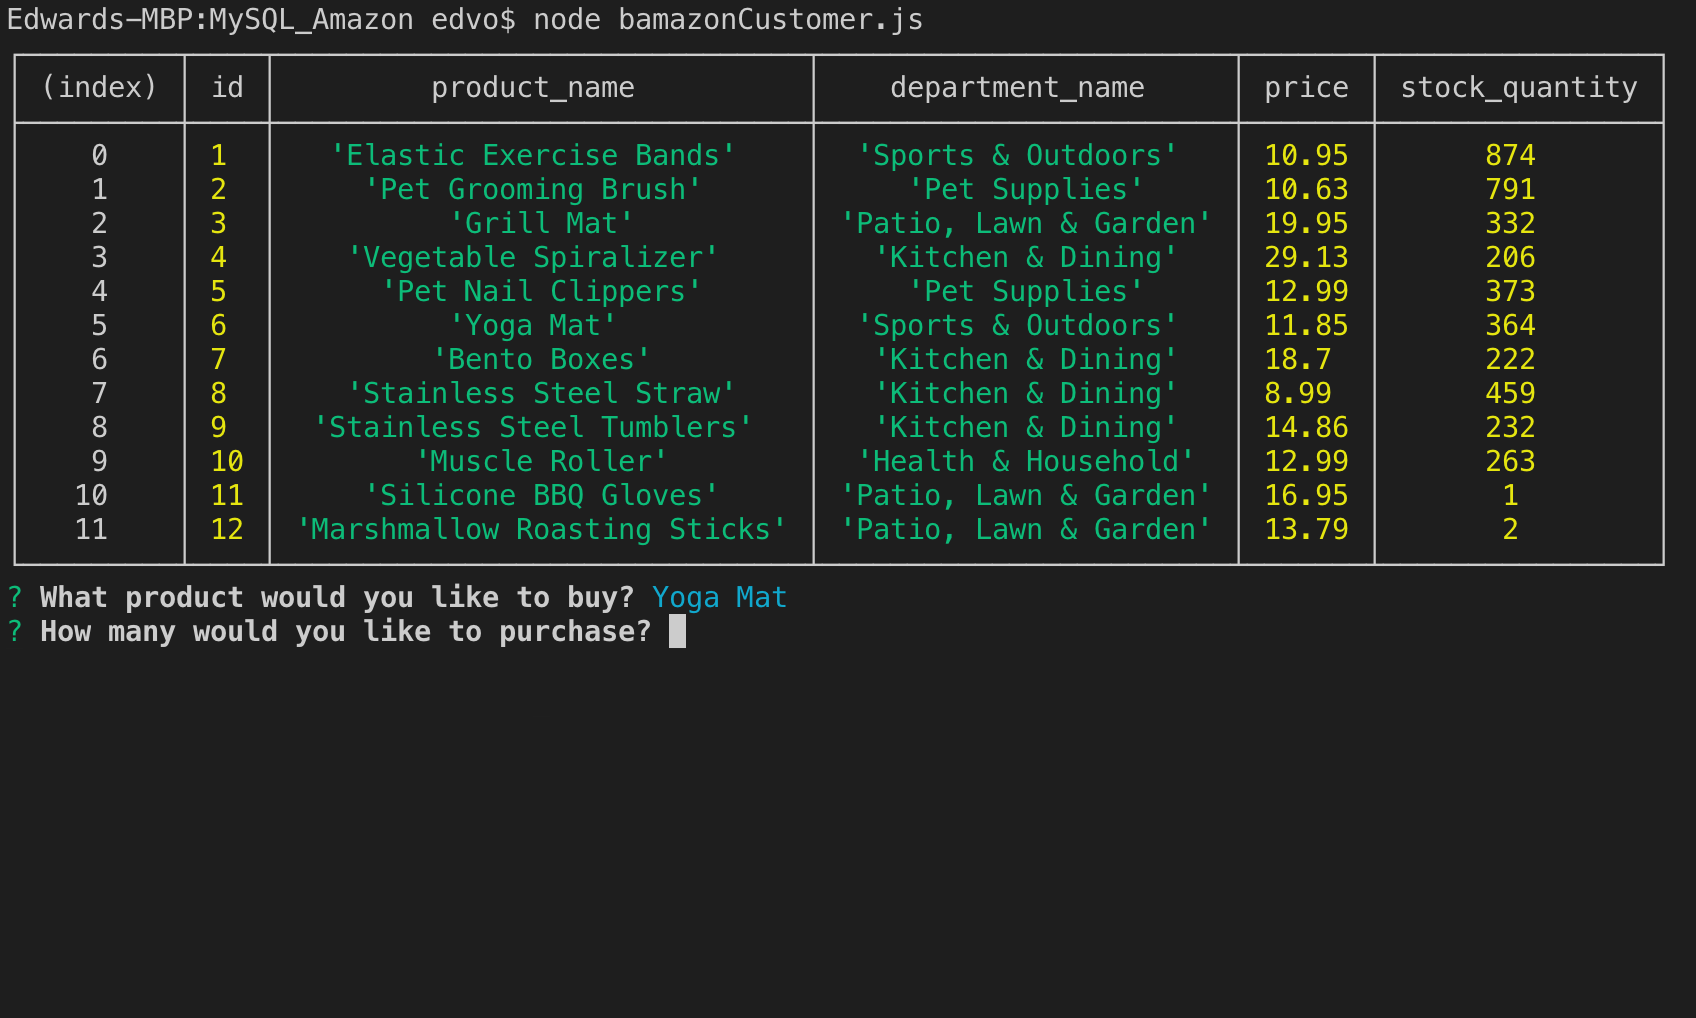 Edwards-MBP:MySQL_Amazon edvo$ node bamazonCustomer.js
(index) id product_name department_name price stock_quantity
0 1 'Elastic Exercise Bands' 'Sports & Outdoors' 10.95 874
1 2 'Pet Grooming Brush' 'Pet Supplies' 10.63 791
2 3 'Grill Mat' 'Patio, Lawn & Garden' 19.95 332
3 4 'Vegetable Spiralizer' 'Kitchen & Dining' 29.13 206
4 5 'Pet Nail Clippers' 'Pet Supplies' 12.99 373
5 6 'Yoga Mat' 'Sports & Outdoors' 11.85 364
6 7 'Bento Boxes' 'Kitchen & Dining' 18.7 222
7 8 'Stainless Steel Straw' 'Kitchen & Dining' 8.99 459
8 9 'Stainless Steel Tumblers' 'Kitchen & Dining' 14.86 232
9 10 'Muscle Roller' 'Health & Household' 12.99 263
10 11 'Silicone BBQ Gloves' 'Patio, Lawn & Garden' 16.95 1
11 12 'Marshmallow Roasting Sticks' 'Patio, Lawn & Garden' 13.79 2
? What product would you like to buy? Yoga Mat
? How many would you like to purchase?